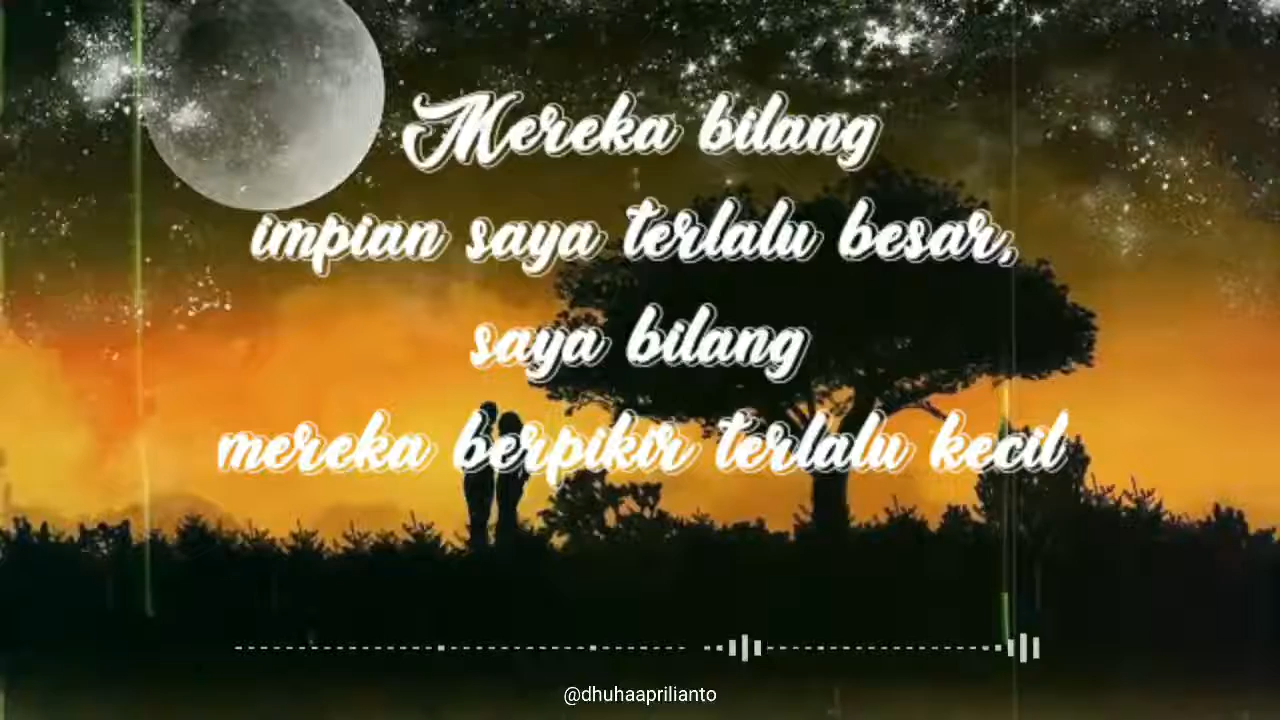 Mereka bilang
impian saya terlalu besar,
saya bilang
mereka berpikir terlalu kecil
@dhuhaaprilianto